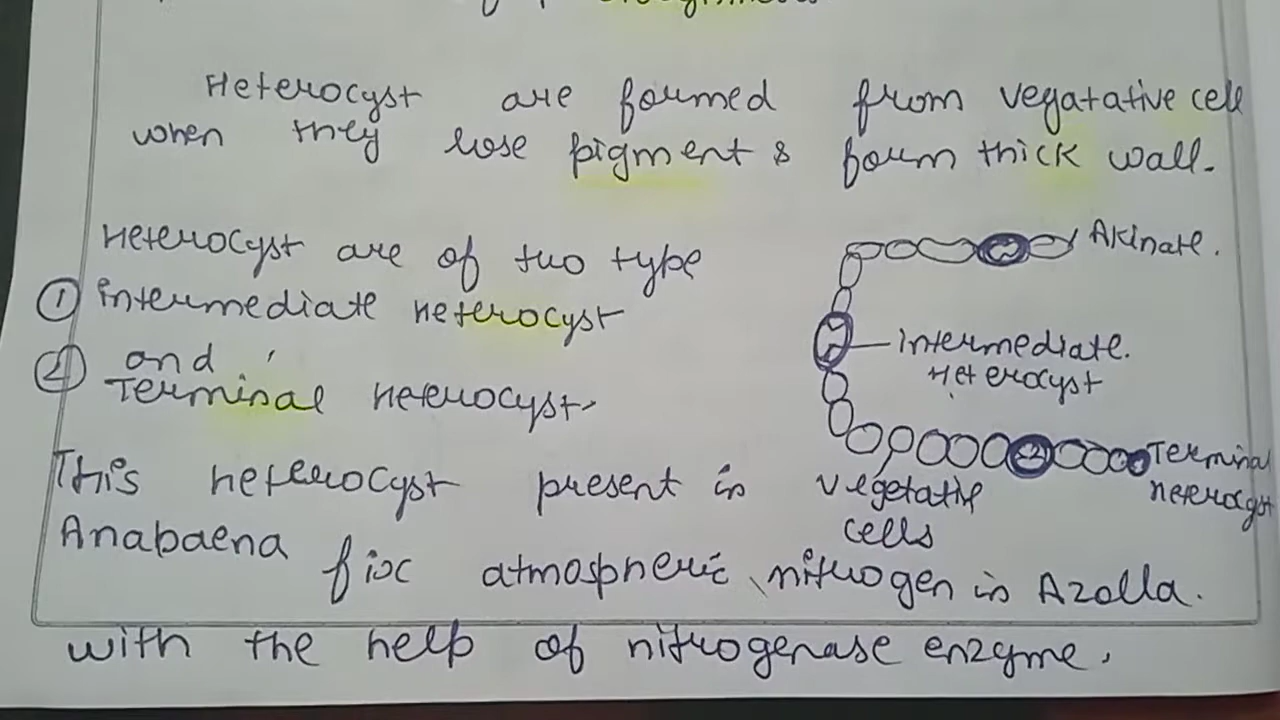 Heterocyst are formed from vegatative cell
when they lose pigment & form thick wall.
Heterocyst are of two type
① intermediate heterocyst
② and
Terminal heterocyst.
Akinate.
intermediate.
Heterocyst
Terminal
heterocyst
vegetative
cells
This heterocyst present in
Anabaena fix atmospheric nitrogen in Azolla.
with the help of nitrogenase enzyme.